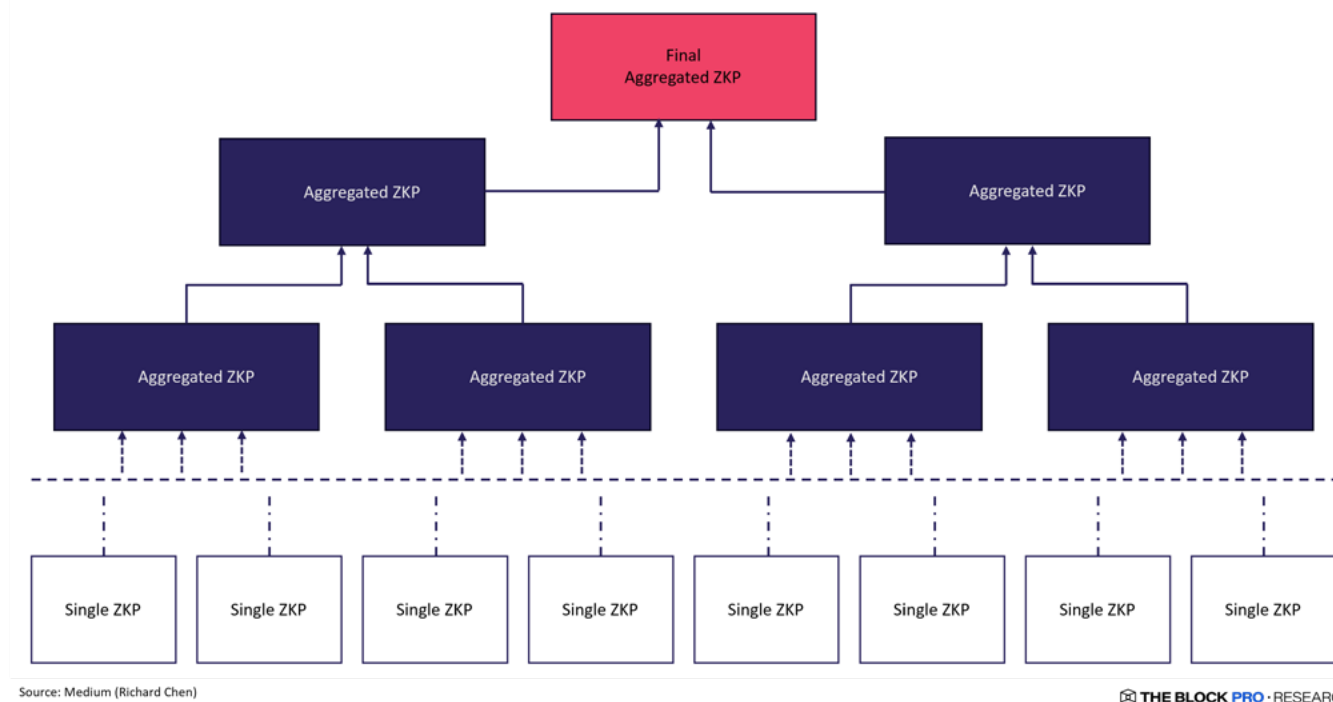 Final
Aggregated ZKP
Aggregated ZKP
Aggregated ZKP
Aggregated ZKP
Aggregated ZKP
Aggregated ZKP
Aggregated ZKP
Single ZKP
Single ZKP
Single ZKP
Single ZKP
Single ZKP
Single ZKP
Single ZKP
Single ZKP
Source: Medium (Richard Chen)
THE BLOCK PRO · RESEARC